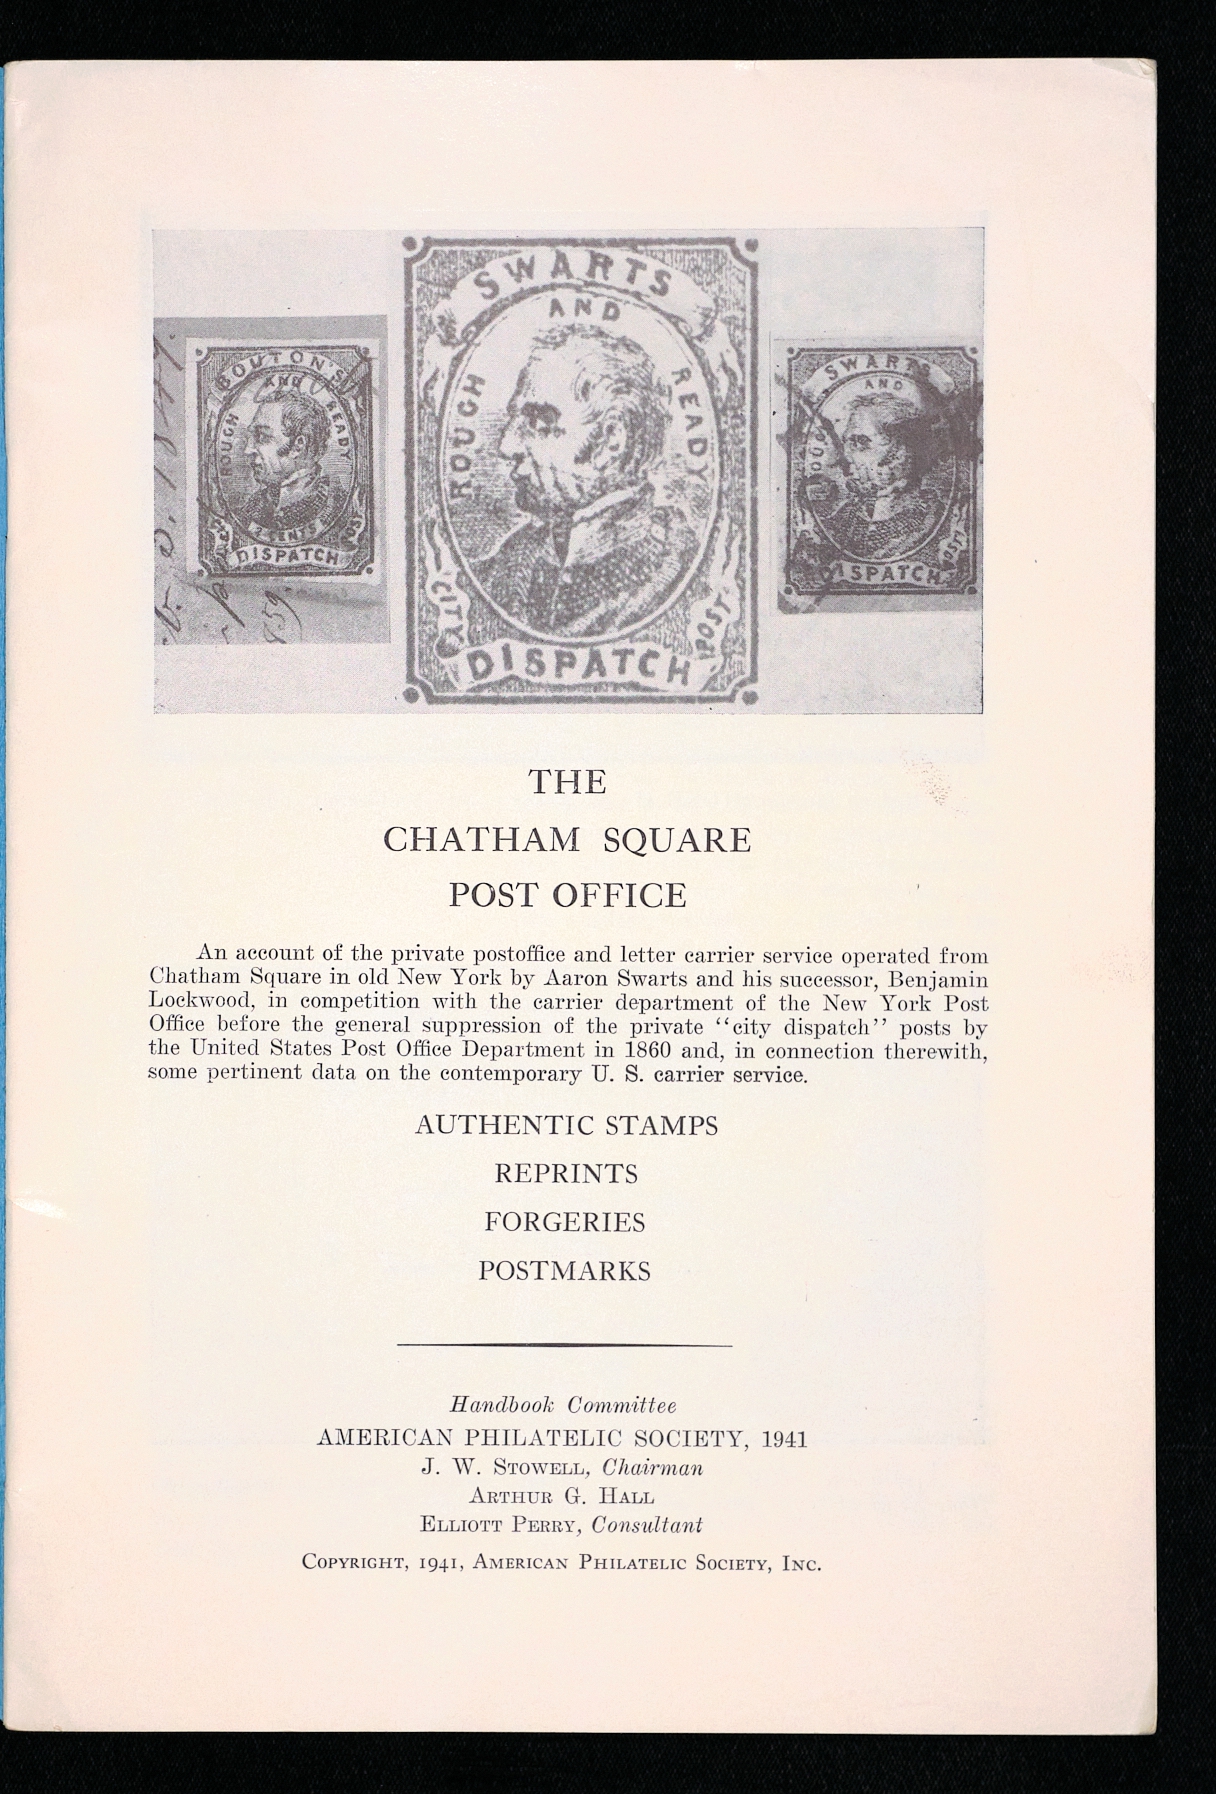 BOUTON'S
AND
ROUGH
READY
2 CENTS
POST
DISPATCH
SWARTS
AND
ROUGH
READY
CITY
POST
DISPATCH
SWARTS
AND
READY
POST
DISPATCH
THE
CHATHAM SQUARE
POST OFFICE
An account of the private postoffice and letter carrier service operated from
Chatham Square in old New York by Aaron Swarts and his successor, Benjamin
Lockwood, in competition with the carrier department of the New York Post
Office before the general suppression of the private “city dispatch” posts by
the United States Post Office Department in 1860 and, in connection therewith,
some pertinent data on the contemporary U. S. carrier service.
AUTHENTIC STAMPS
REPRINTS
FORGERIES
POSTMARKS
Handbook Committee
AMERICAN PHILATELIC SOCIETY, 1941
J. W. STOWELL, Chairman
ARTHUR G. HALL
ELLIOTT PERRY, Consultant
COPYRIGHT, 1941, AMERICAN PHILATELIC SOCIETY, INC.